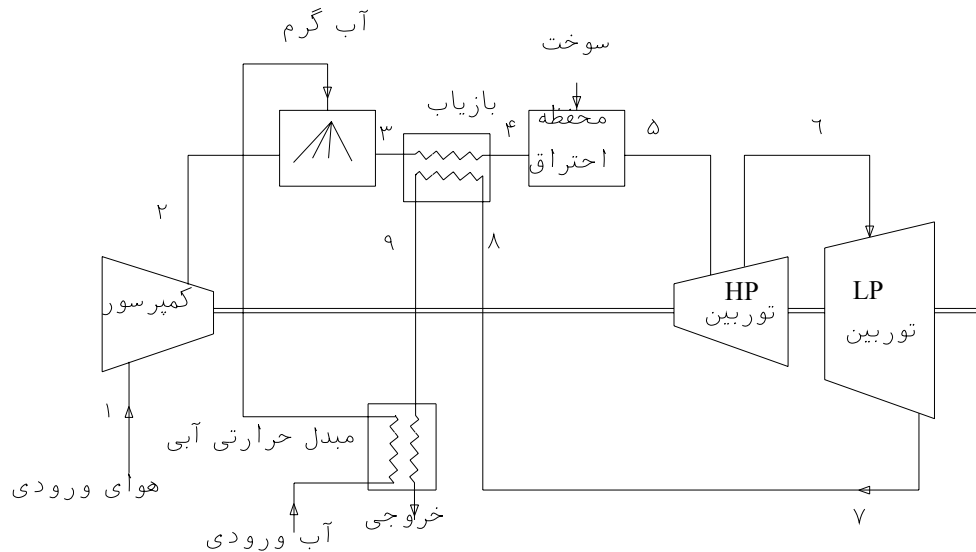 آب گرم
سوخت
بازیاب
محفظه
احتراق
۳
۴
۵
۶
۲
۹
۸
کمپرسور
HP
توربین
LP
توربین
۱
مبدل حرارتی آبی
هوای ورودی
خروجی
آب ورودی
۷